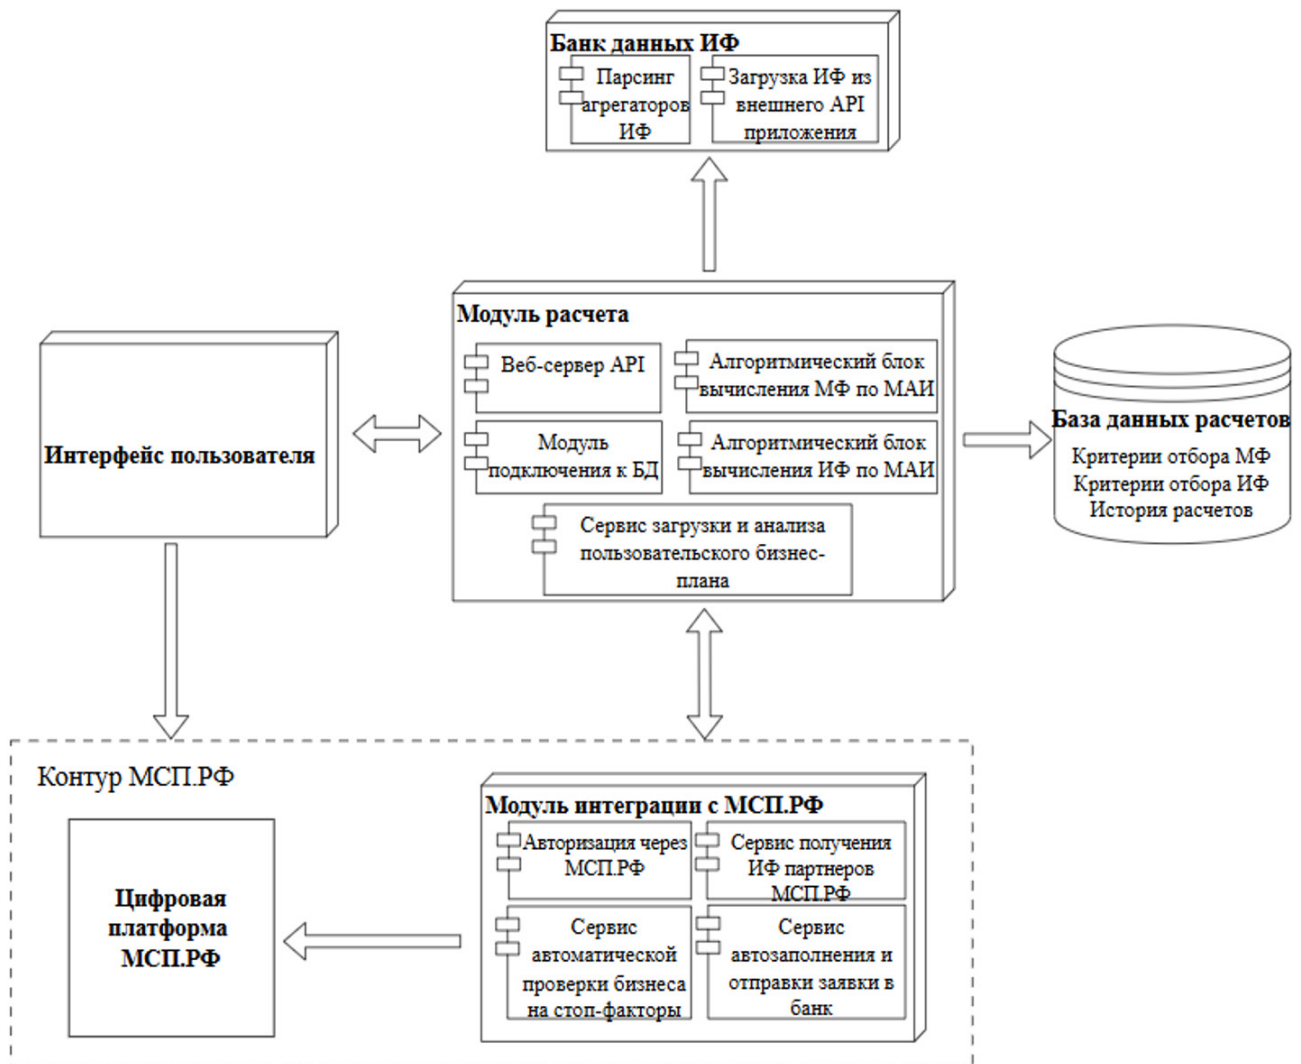 Банк данных ИФ
Парсинг
агрегаторов
ИФ
Загрузка ИФ из
внешнего API
приложения
Модуль расчета
Веб-сервер API
Алгоритмический блок
вычисления МФ по МАИ
Модуль
подключения к БД
Алгоритмический блок
вычисления ИФ по МАИ
Сервис загрузки и анализа
пользовательского бизнес-
плана
Интерфейс пользователя
База данных расчетов
Критерии отбора МФ
Критерии отбора ИФ
История расчетов
Контур МСП.РФ
Цифровая
платформа
МСП.РФ
Модуль интеграции с МСП.РФ
Авторизация через
МСП.РФ
Сервис получения
ИФ партнеров
МСП.РФ
Сервис
автоматической
проверки бизнеса
на стоп-факторы
Сервис
автозаполнения и
отправки заявки в
банк